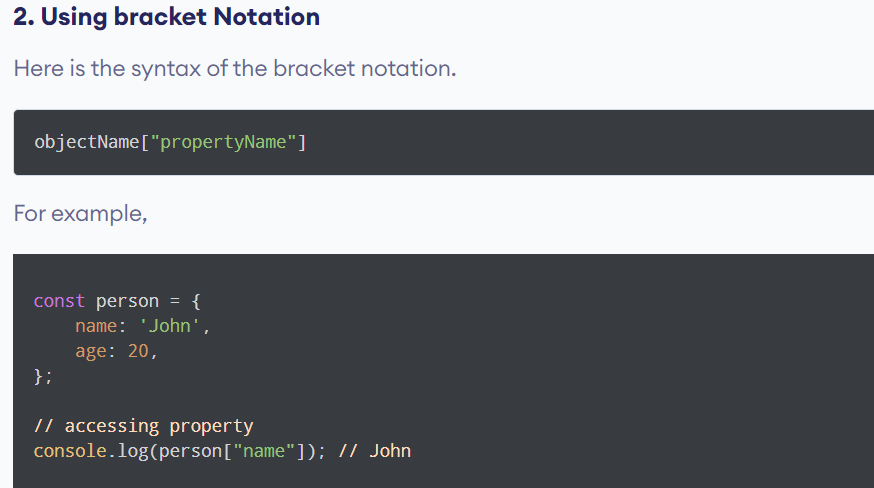 2. Using bracket Notation
Here is the syntax of the bracket notation.
objectName["propertyName"]
For example,
const person = {
    name: 'John',
    age: 20,
};
// accessing property
console.log(person["name"]); // John